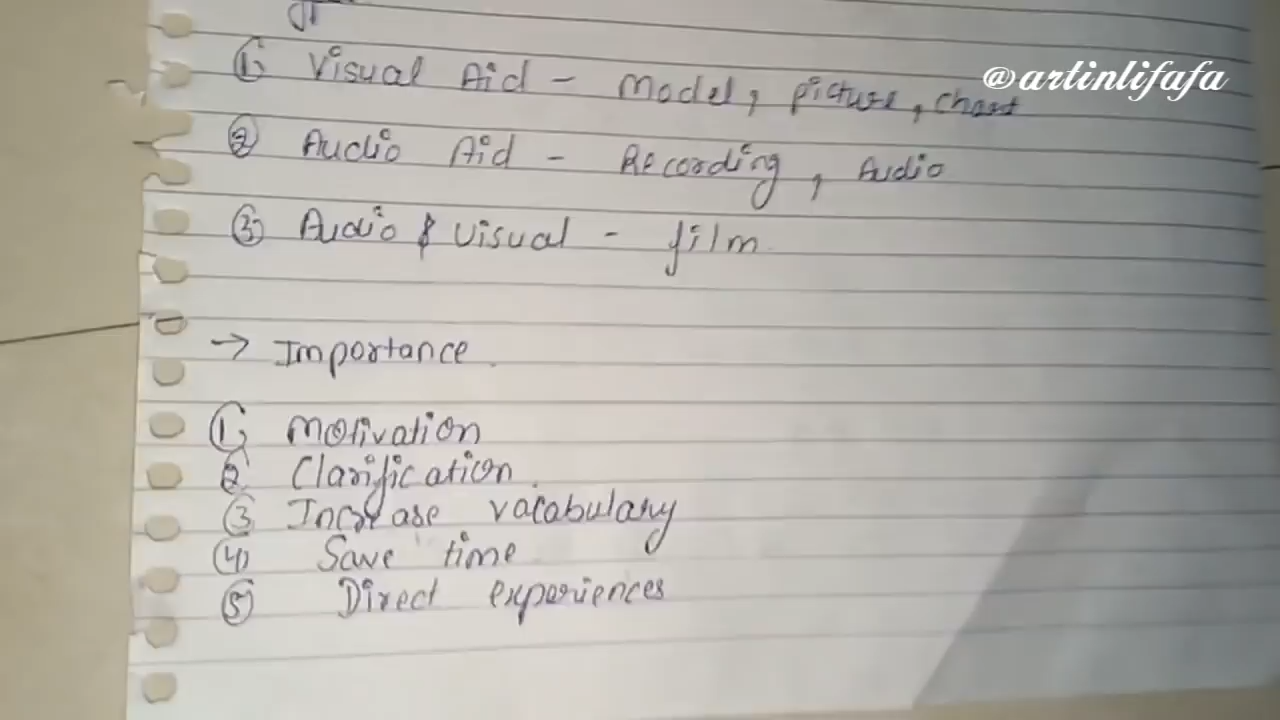 ① Visual Aid - Model, picture, chart
@artinlifafa
② Audio Aid - Recording, Audio
③ Audio & Visual - film
→ Importance.
① Motivation
② Clarification.
③ Increase vacabulary
④ Save time
⑤ Direct experiences